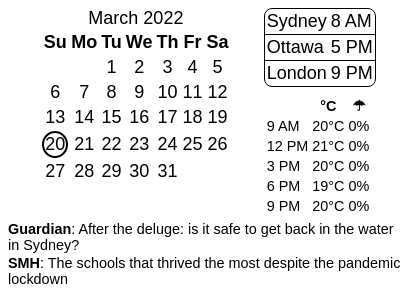 March 2022
Su Mo Tu We Th Fr Sa
1 2 3 4 5
6 7 8 9 10 11 12
13 14 15 16 17 18 19
20 21 22 23 24 25 26
27 28 29 30 31
Sydney 8 AM
Ottawa 5 PM
London 9 PM
°C ☂
9 AM 20°C 0%
12 PM 21°C 0%
3 PM 20°C 0%
6 PM 19°C 0%
9 PM 20°C 0%
Guardian: After the deluge: is it safe to get back in the water
in Sydney?
SMH: The schools that thrived the most despite the pandemic
lockdown